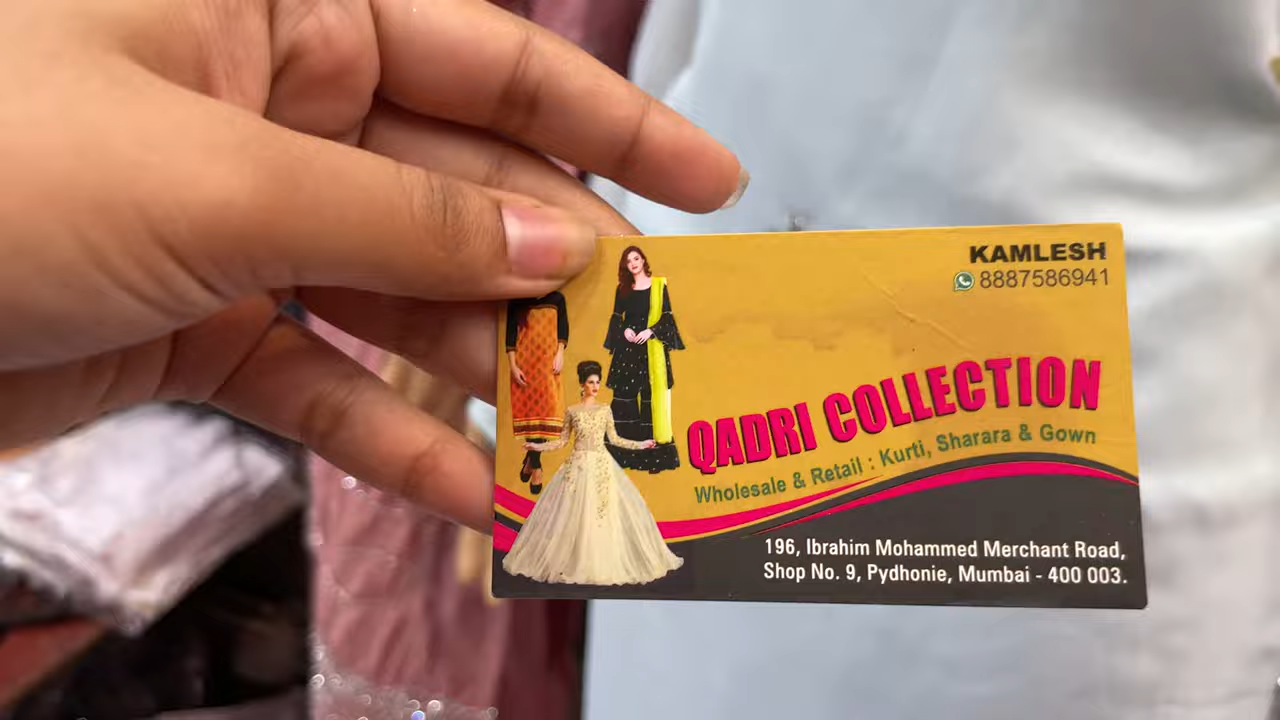 KAMLESH
8887586941
QADRI COLLECTION
Wholesale & Retail : Kurti, Sharara & Gown
196, Ibrahim Mohammed Merchant Road,
Shop No. 9, Pydhonie, Mumbai - 400 003.